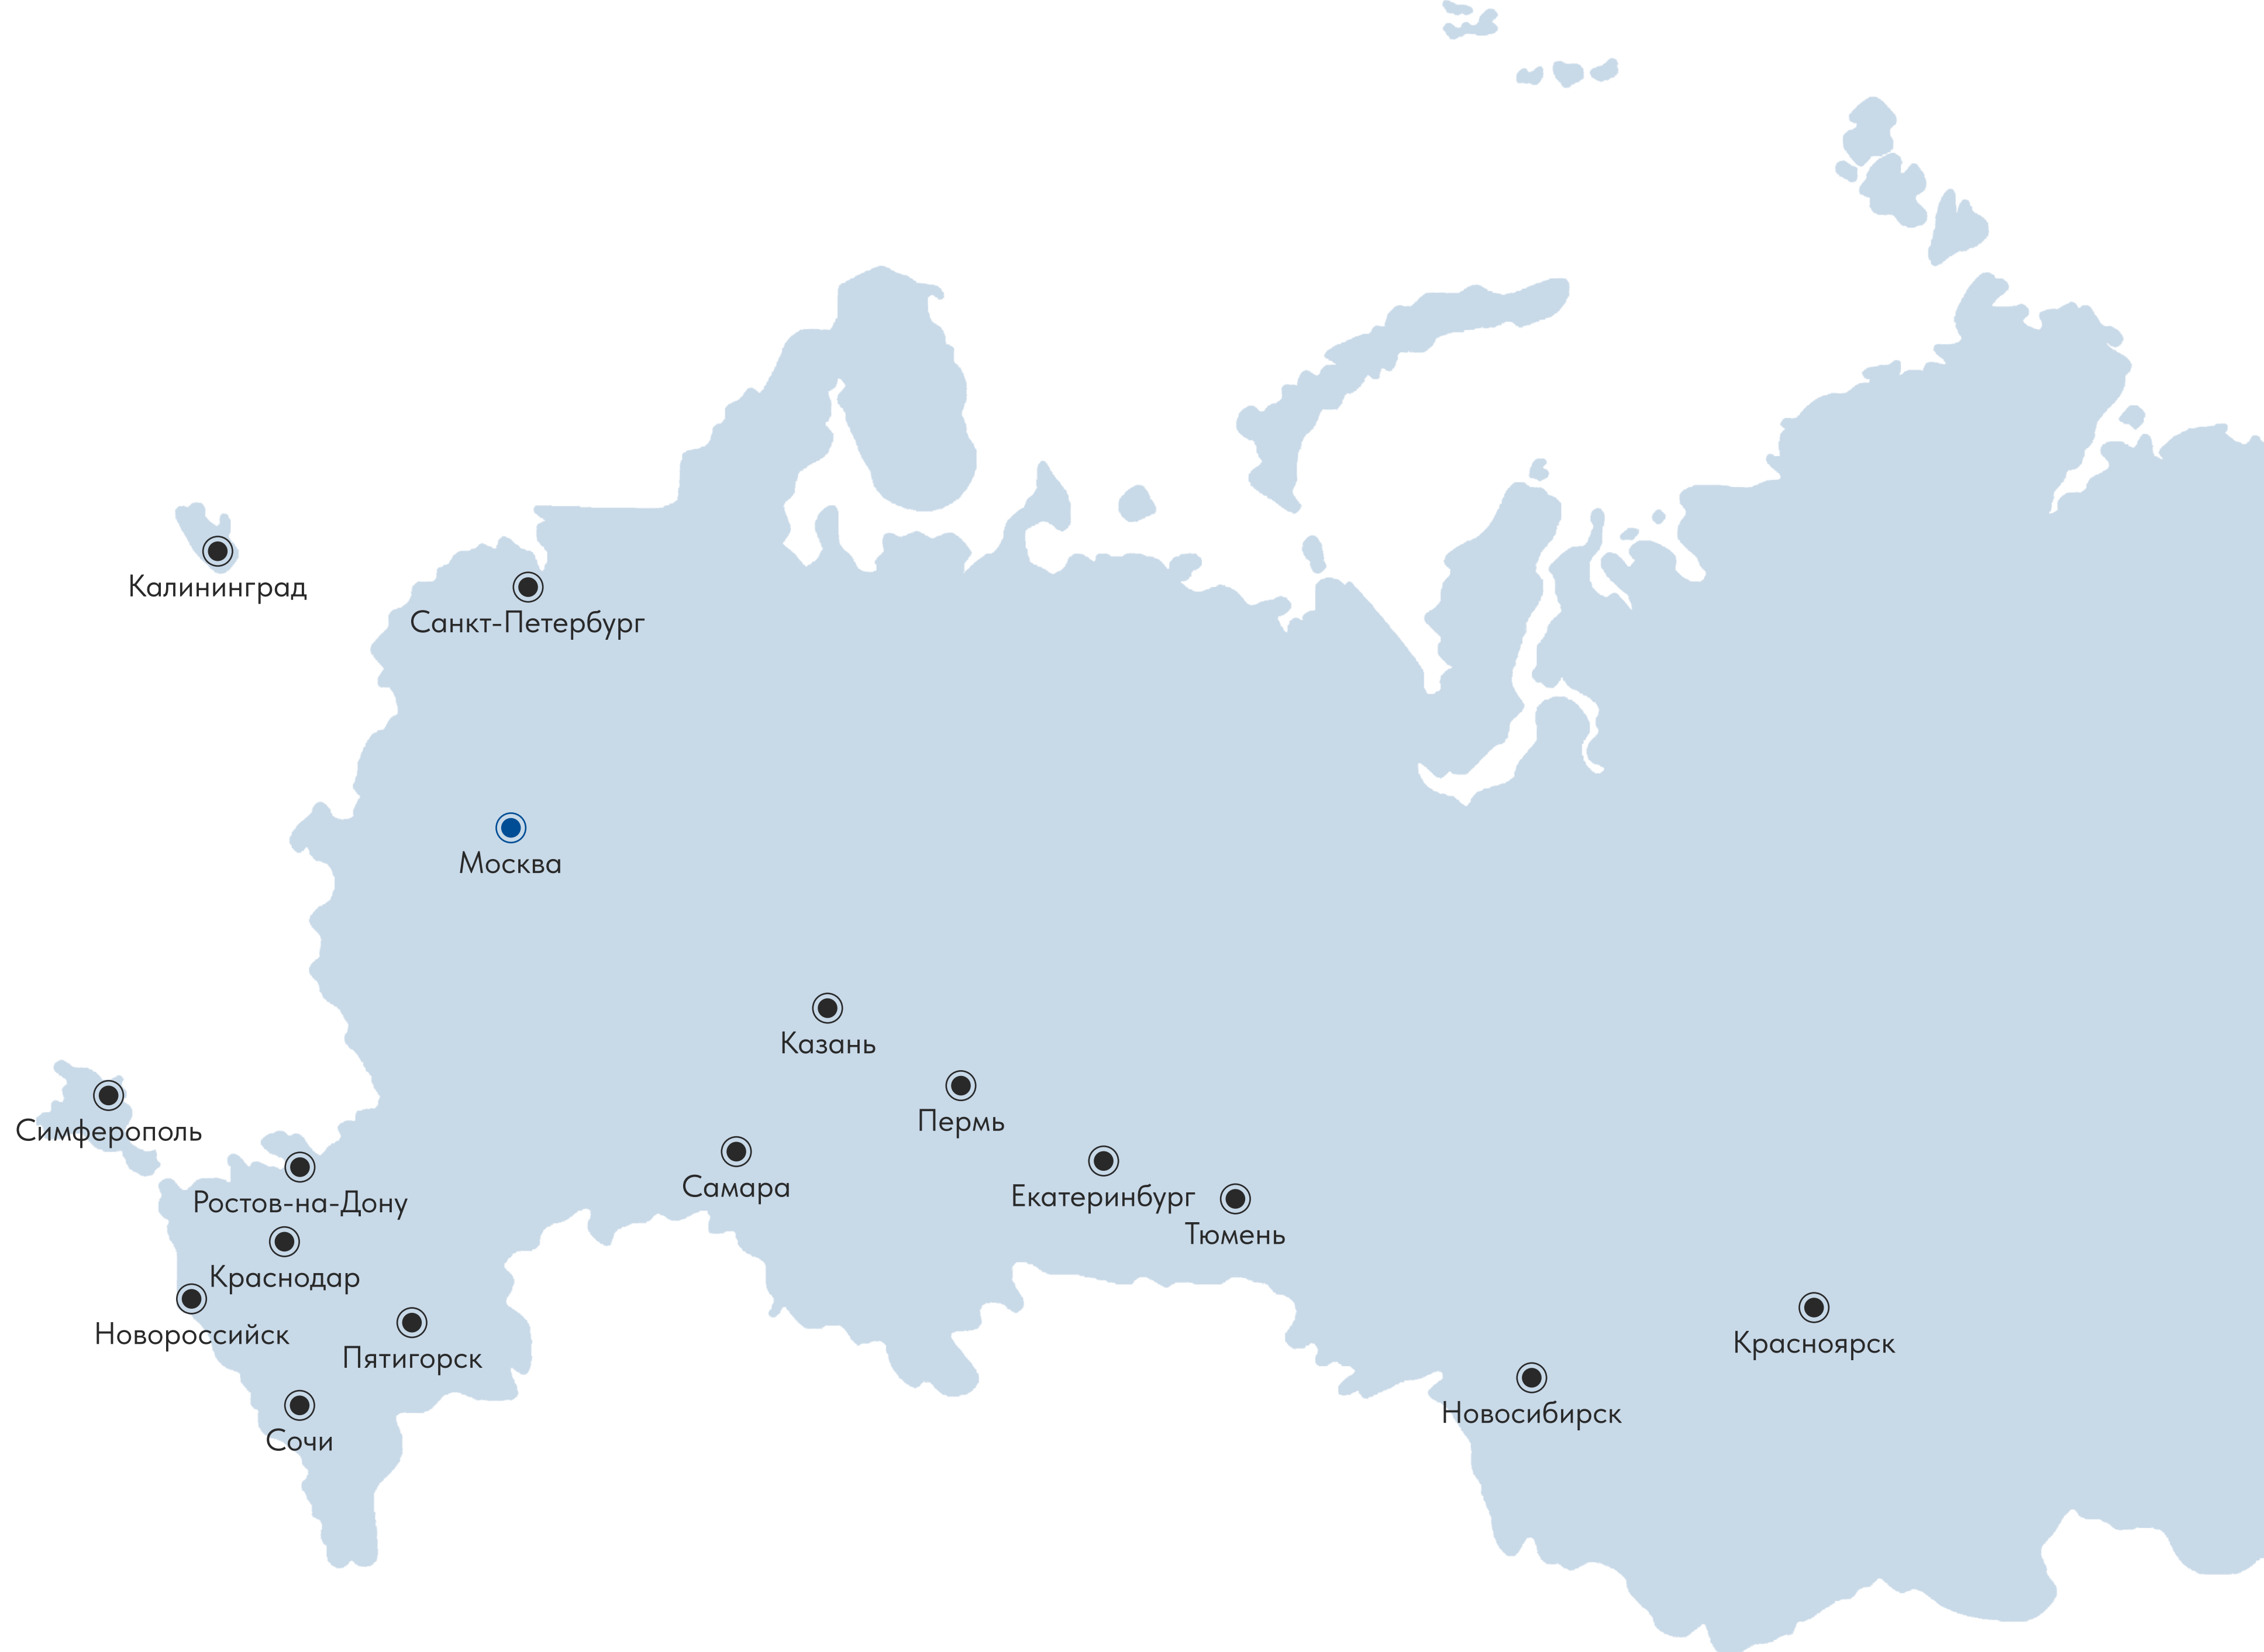 Калининград
Санкт-Петербург
Москва
Казань
Пермь
Симферополь
Самара
Екатеринбург
Ростов-на-Дону
Тюмень
Краснодар
Новороссийск
Красноярск
Пятигорск
Новосибирск
Сочи